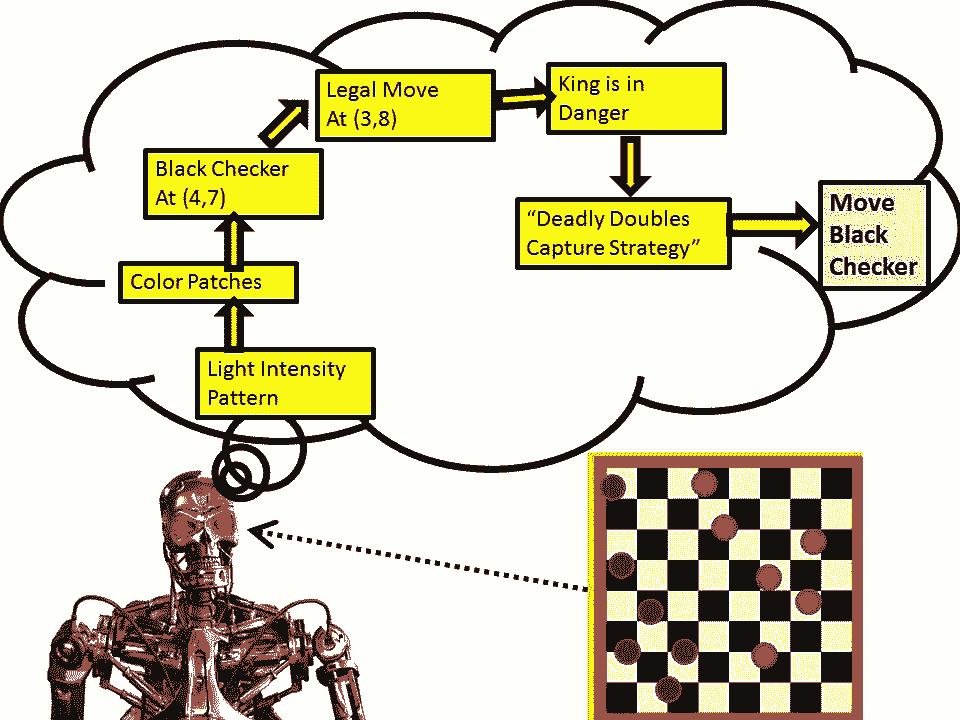 Legal Move
At (3,8)
King is in
Danger
Black Checker
At (4,7)
"Deadly Doubles
Capture Strategy"
Move
Black
Checker
Color Patches
Light Intensity
Pattern